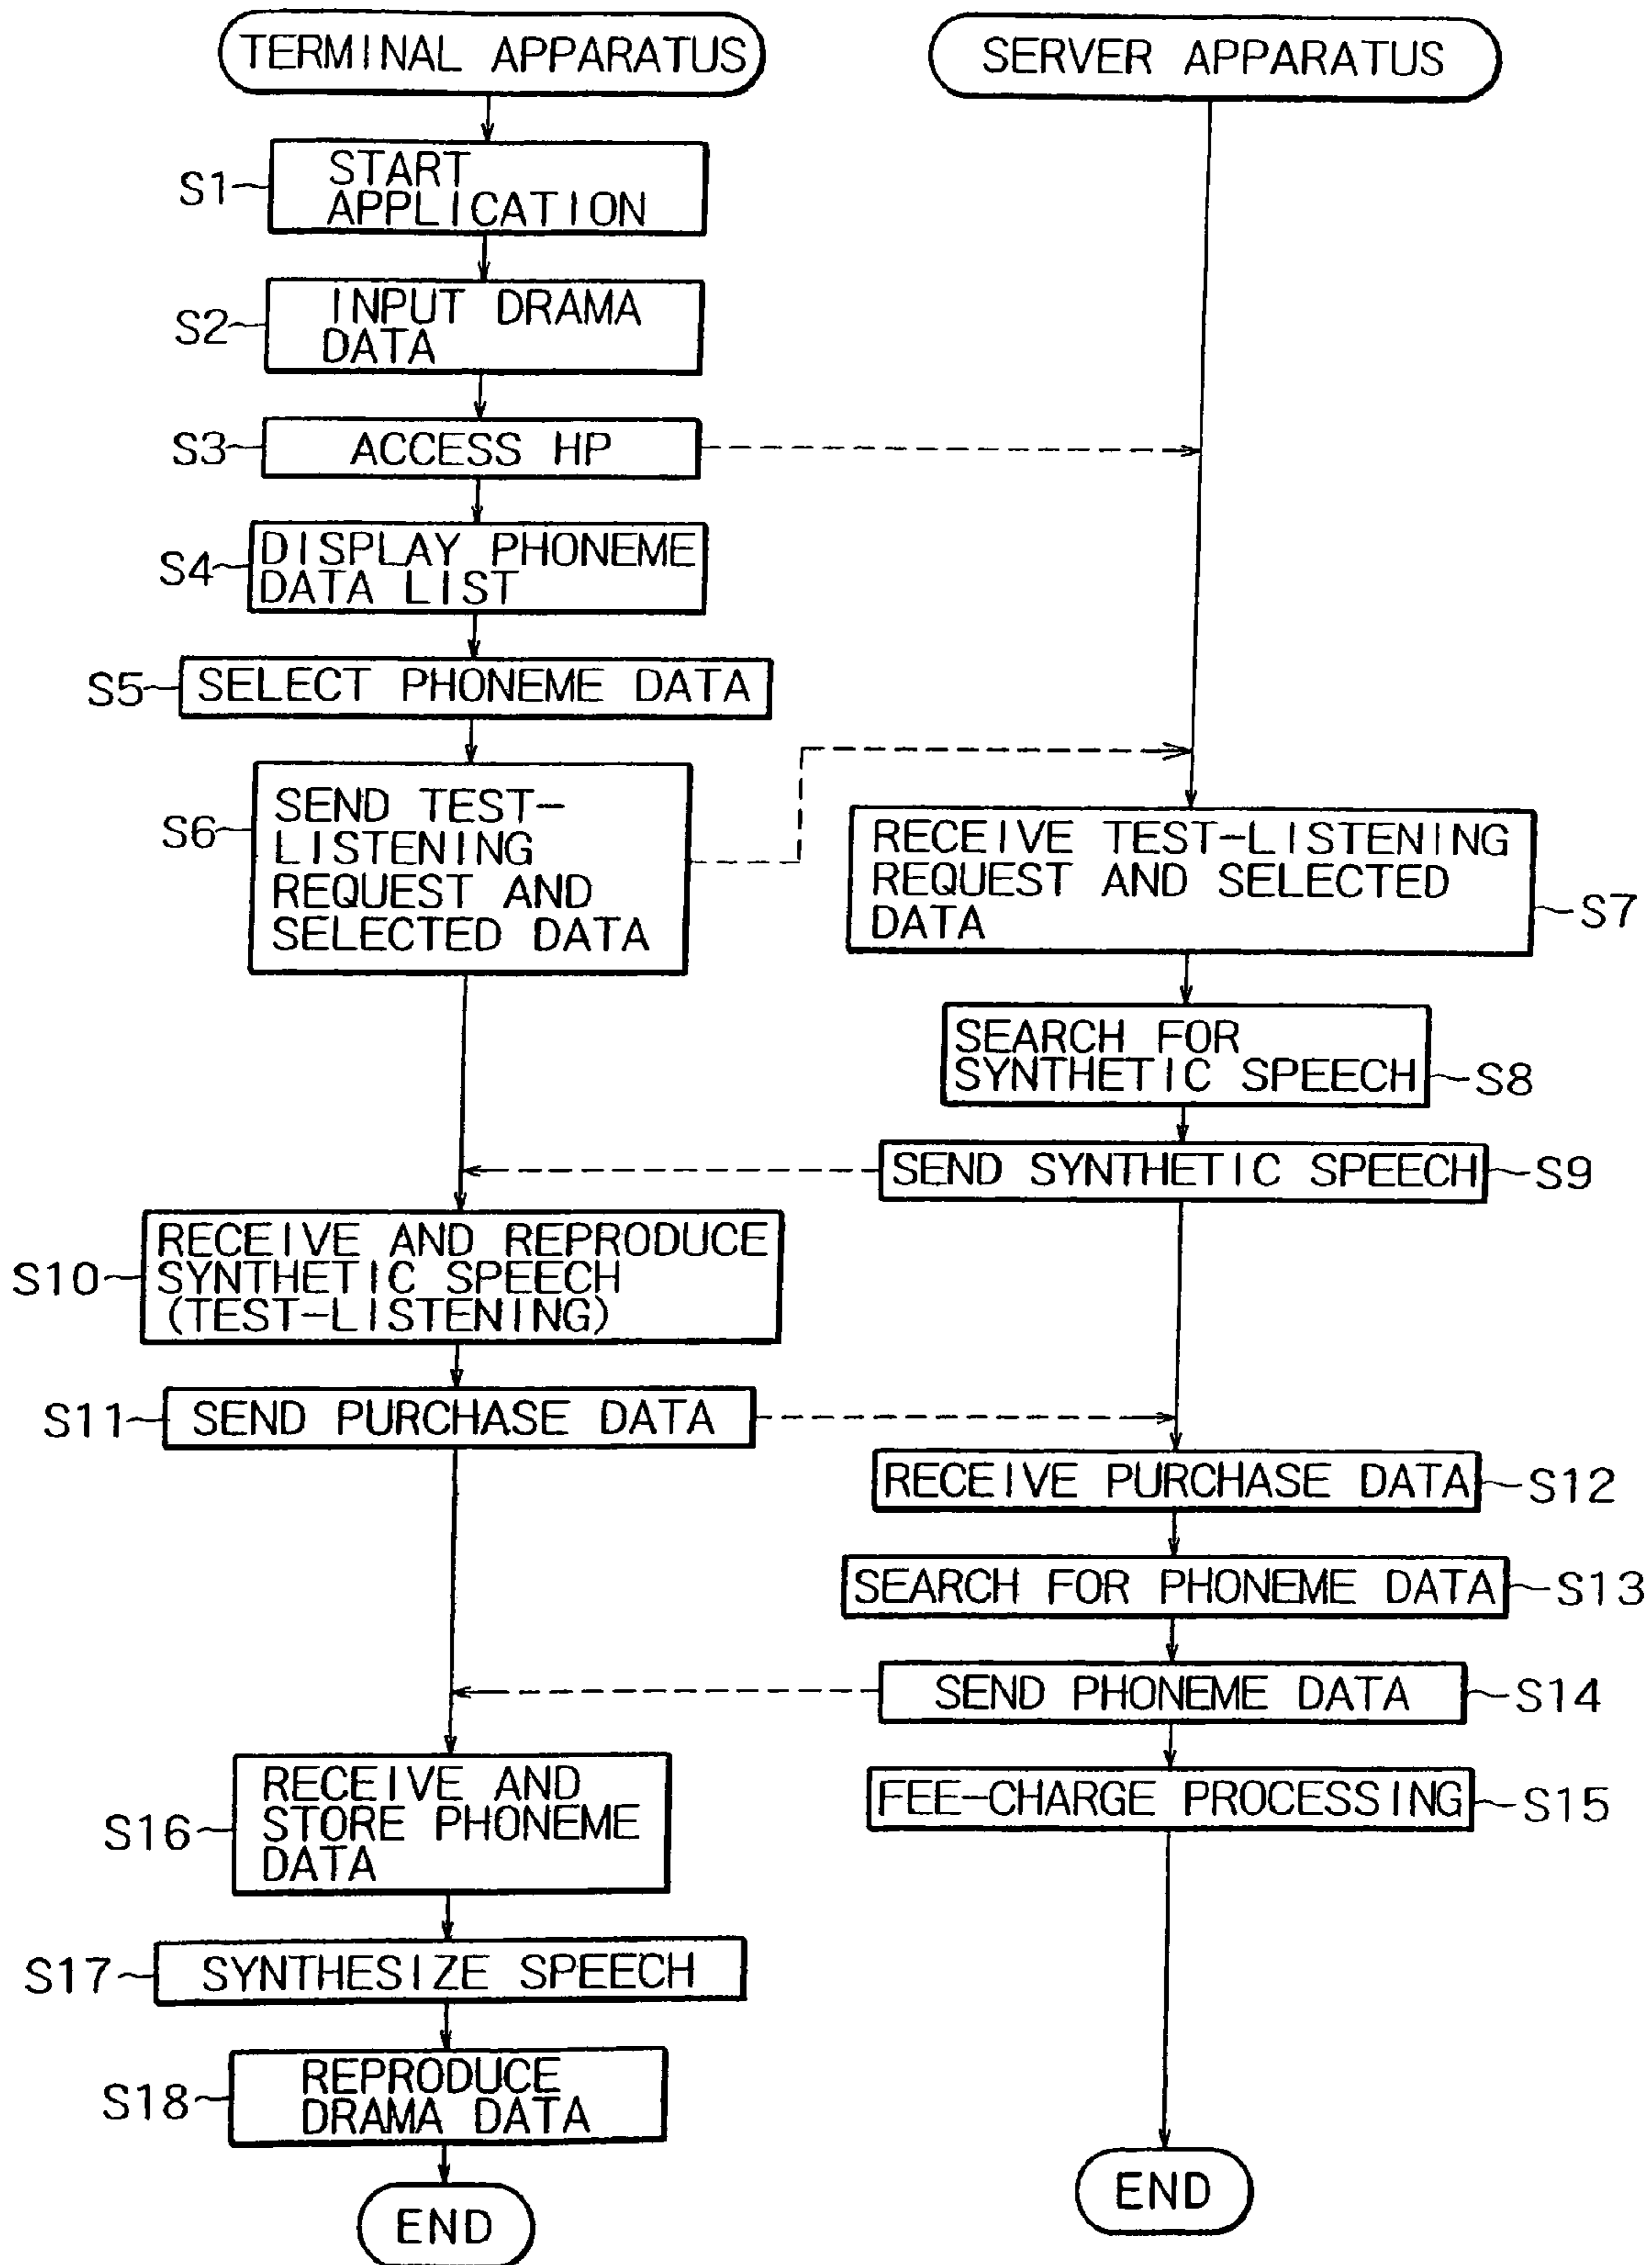 TERMINAL APPARATUS
SERVER APPARATUS
S1
START
APPLICATION
S2
INPUT DRAMA
DATA
S3
ACCESS HP
S4
DISPLAY PHONEME
DATA LIST
S5
SELECT PHONEME DATA
S6
SEND TEST-
LISTENING
REQUEST AND
SELECTED DATA
RECEIVE TEST-LISTENING
REQUEST AND SELECTED
DATA
S7
SEARCH FOR
SYNTHETIC SPEECH
S8
SEND SYNTHETIC SPEECH
S9
S10
RECEIVE AND REPRODUCE
SYNTHETIC SPEECH
(TEST-LISTENING)
S11
SEND PURCHASE DATA
RECEIVE PURCHASE DATA
S12
SEARCH FOR PHONEME DATA
S13
SEND PHONEME DATA
S14
FEE-CHARGE PROCESSING
S15
S16
RECEIVE AND
STORE PHONEME
DATA
S17
SYNTHESIZE SPEECH
S18
REPRODUCE
DRAMA DATA
END
END